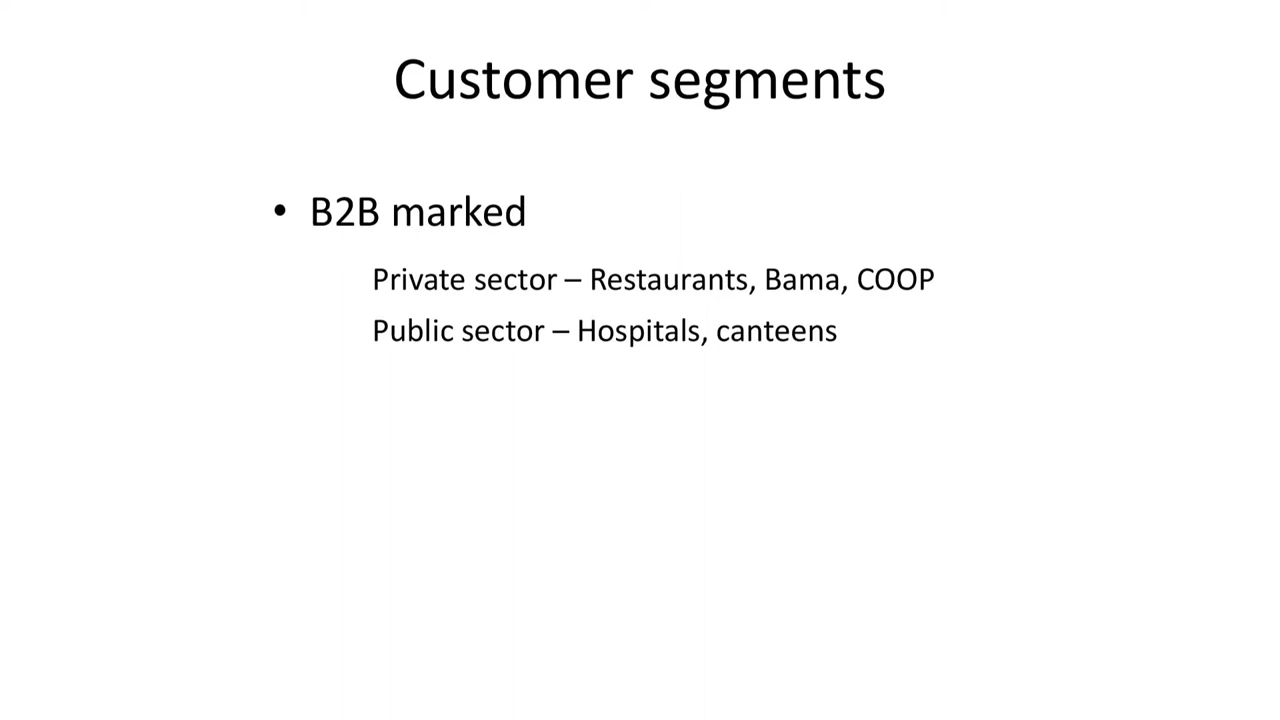 Customer segments
• B2B marked
Private sector – Restaurants, Bama, COOP
Public sector – Hospitals, canteens